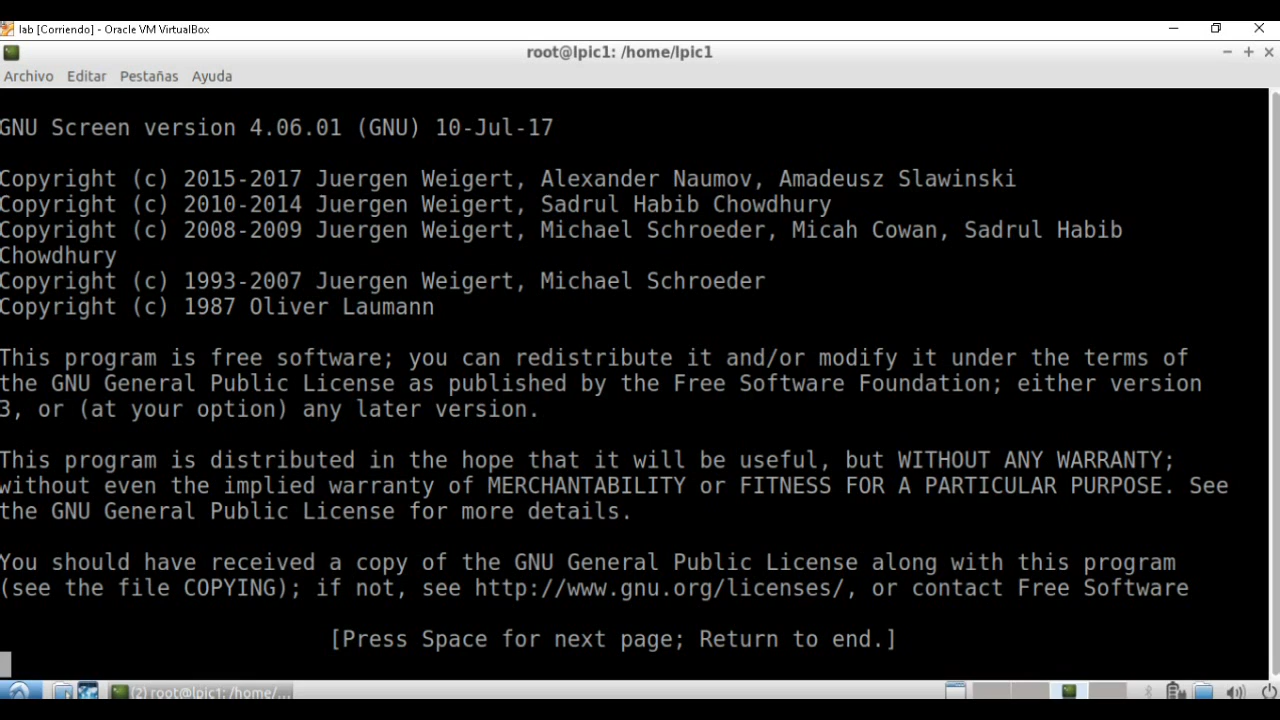 lab [Corriendo] - Oracle VM VirtualBox
root@lpic1: /home/lpic1
Archivo Editar Pestañas Ayuda
GNU Screen version 4.06.01 (GNU) 10-Jul-17
Copyright (c) 2015-2017 Juergen Weigert, Alexander Naumov, Amadeusz Slawinski
Copyright (c) 2010-2014 Juergen Weigert, Sadrul Habib Chowdhury
Copyright (c) 2008-2009 Juergen Weigert, Michael Schroeder, Micah Cowan, Sadrul Habib
Chowdhury
Copyright (c) 1993-2007 Juergen Weigert, Michael Schroeder
Copyright (c) 1987 Oliver Laumann
This program is free software; you can redistribute it and/or modify it under the terms of
the GNU General Public License as published by the Free Software Foundation; either version
3, or (at your option) any later version.
This program is distributed in the hope that it will be useful, but WITHOUT ANY WARRANTY;
without even the implied warranty of MERCHANTABILITY or FITNESS FOR A PARTICULAR PURPOSE. See
the GNU General Public License for more details.
You should have received a copy of the GNU General Public License along with this program
(see the file COPYING); if not, see http://www.gnu.org/licenses/, or contact Free Software
[Press Space for next page; Return to end.]
(2) root@lpic1: /home/...